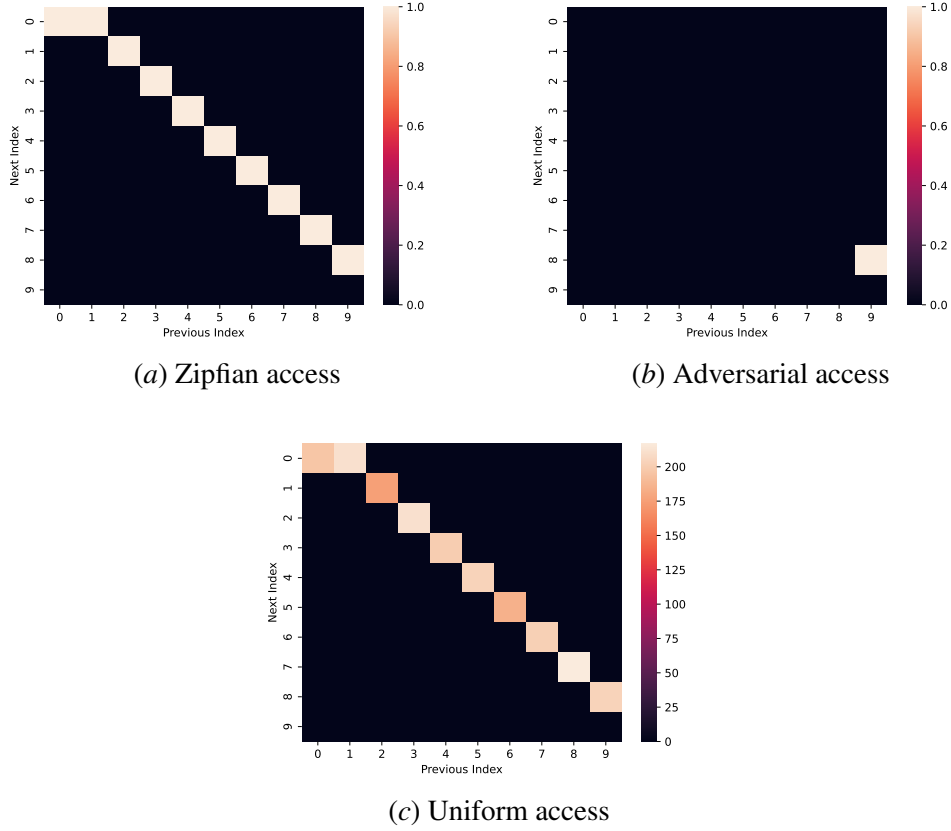 0 1 2 3 4 5 6 7 8 9
Next Index
0 1 2 3 4 5 6 7 8 9
Previous Index
1.0
0.8
0.6
0.4
0.2
0.0
(a) Zipfian access
0 1 2 3 4 5 6 7 8 9
Next Index
0 1 2 3 4 5 6 7 8 9
Previous Index
1.0
0.8
0.6
0.4
0.2
0.0
(b) Adversarial access
0 1 2 3 4 5 6 7 8 9
Next Index
0 1 2 3 4 5 6 7 8 9
Previous Index
200
175
150
125
100
75
50
25
0
(c) Uniform access